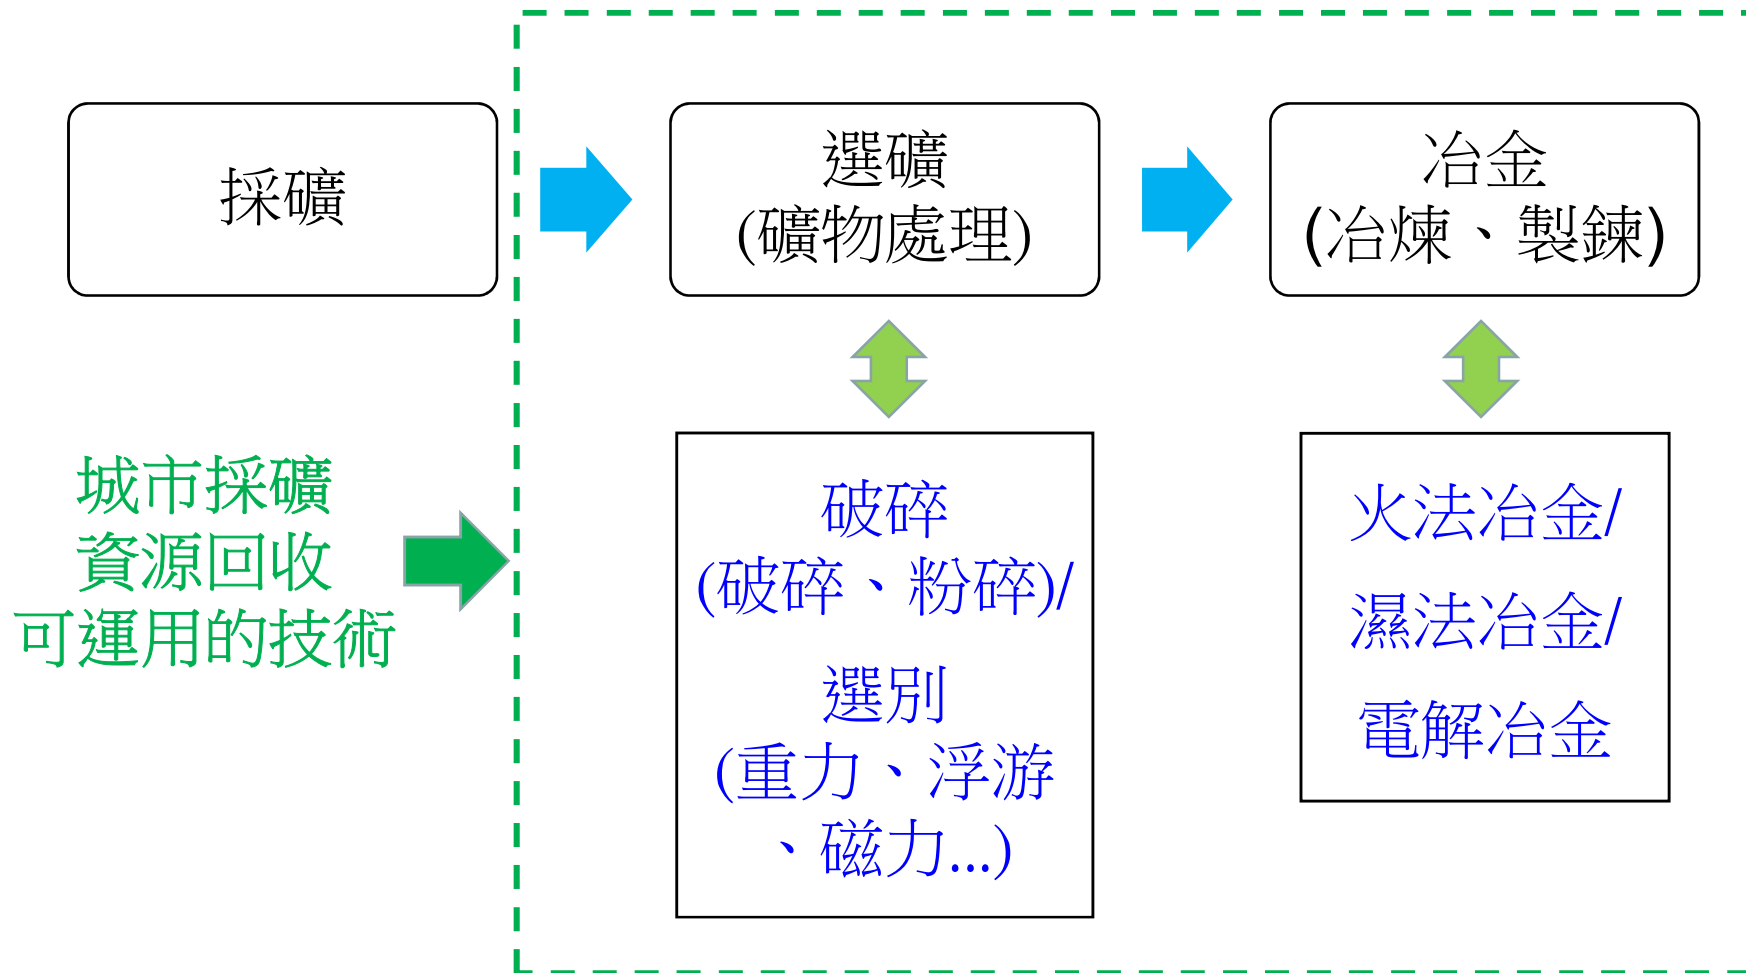 採礦
選礦
(礦物處理)
冶金
(冶煉、製鍊)
城市採礦
資源回收
可運用的技術
破碎
(破碎、粉碎)/
選別
(重力、浮游
、磁力...)
火法冶金/
濕法冶金/
電解冶金